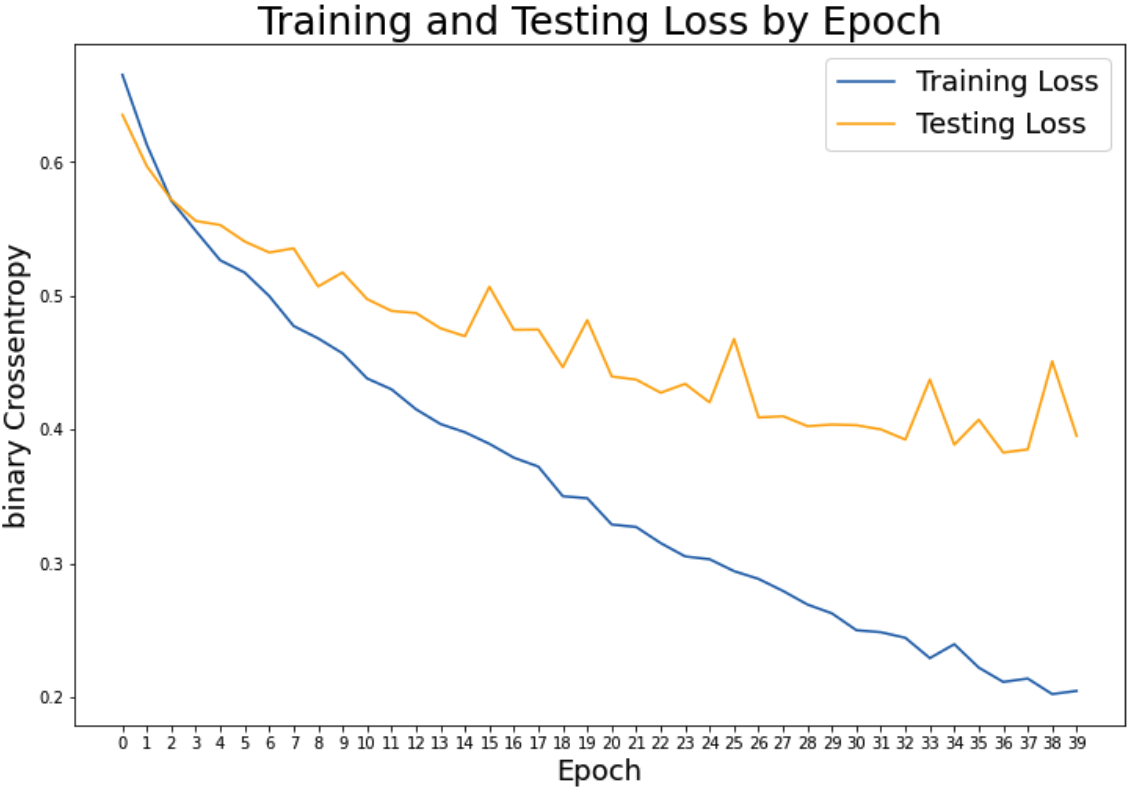 Training and Testing Loss by Epoch
Training Loss
Testing Loss
binary Crossentropy
0.6
0.5
0.4
0.3
0.2
0 1 2 3 4 5 6 7 8 9 10 11 12 13 14 15 16 17 18 19 20 21 22 23 24 25 26 27 28 29 30 31 32 33 34 35 36 37 38 39
Epoch